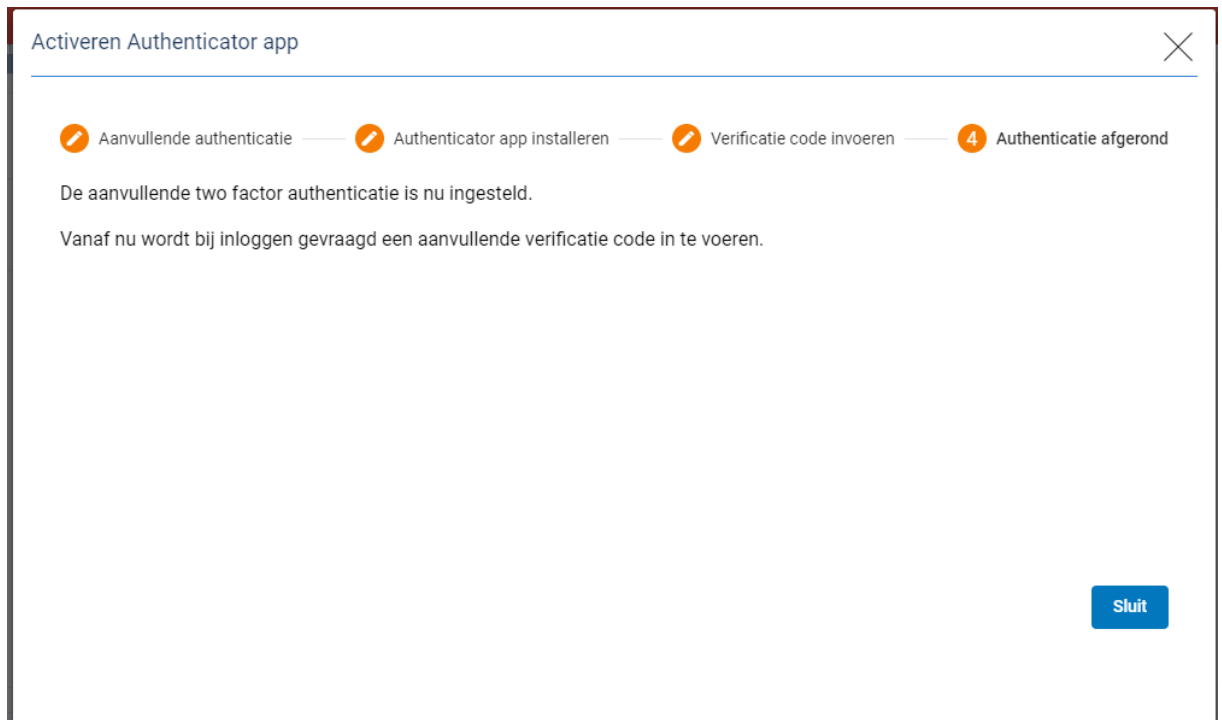 Activeren Authenticator app
Aanvullende authenticatie Authenticator app installeren Verificatie code invoeren 4 Authenticatie afgerond
De aanvullende two factor authenticatie is nu ingesteld.
Vanaf nu wordt bij inloggen gevraagd een aanvullende verificatie code in te voeren.
Sluit